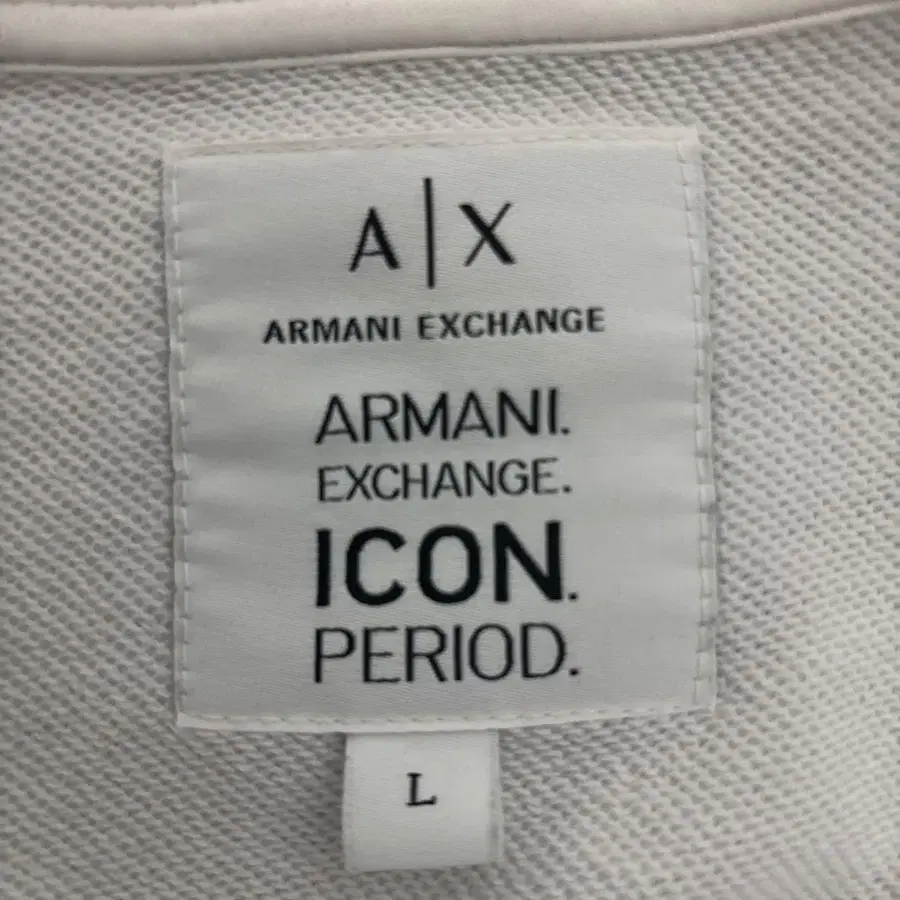 A|X
ARMANI EXCHANGE
ARMANI.
EXCHANGE.
ICON.
PERIOD.
L